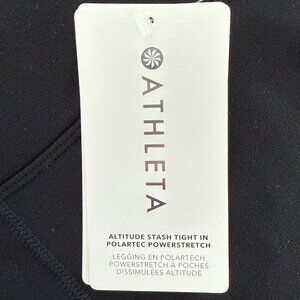 ATHLETA
ALTITUDE STASH TIGHT IN
POLARTEC POWERSTRETCH
LEGGING EN POLARTECH
POWERSTRETCH A POCHES
DISSIMULÉES ALTITUDE